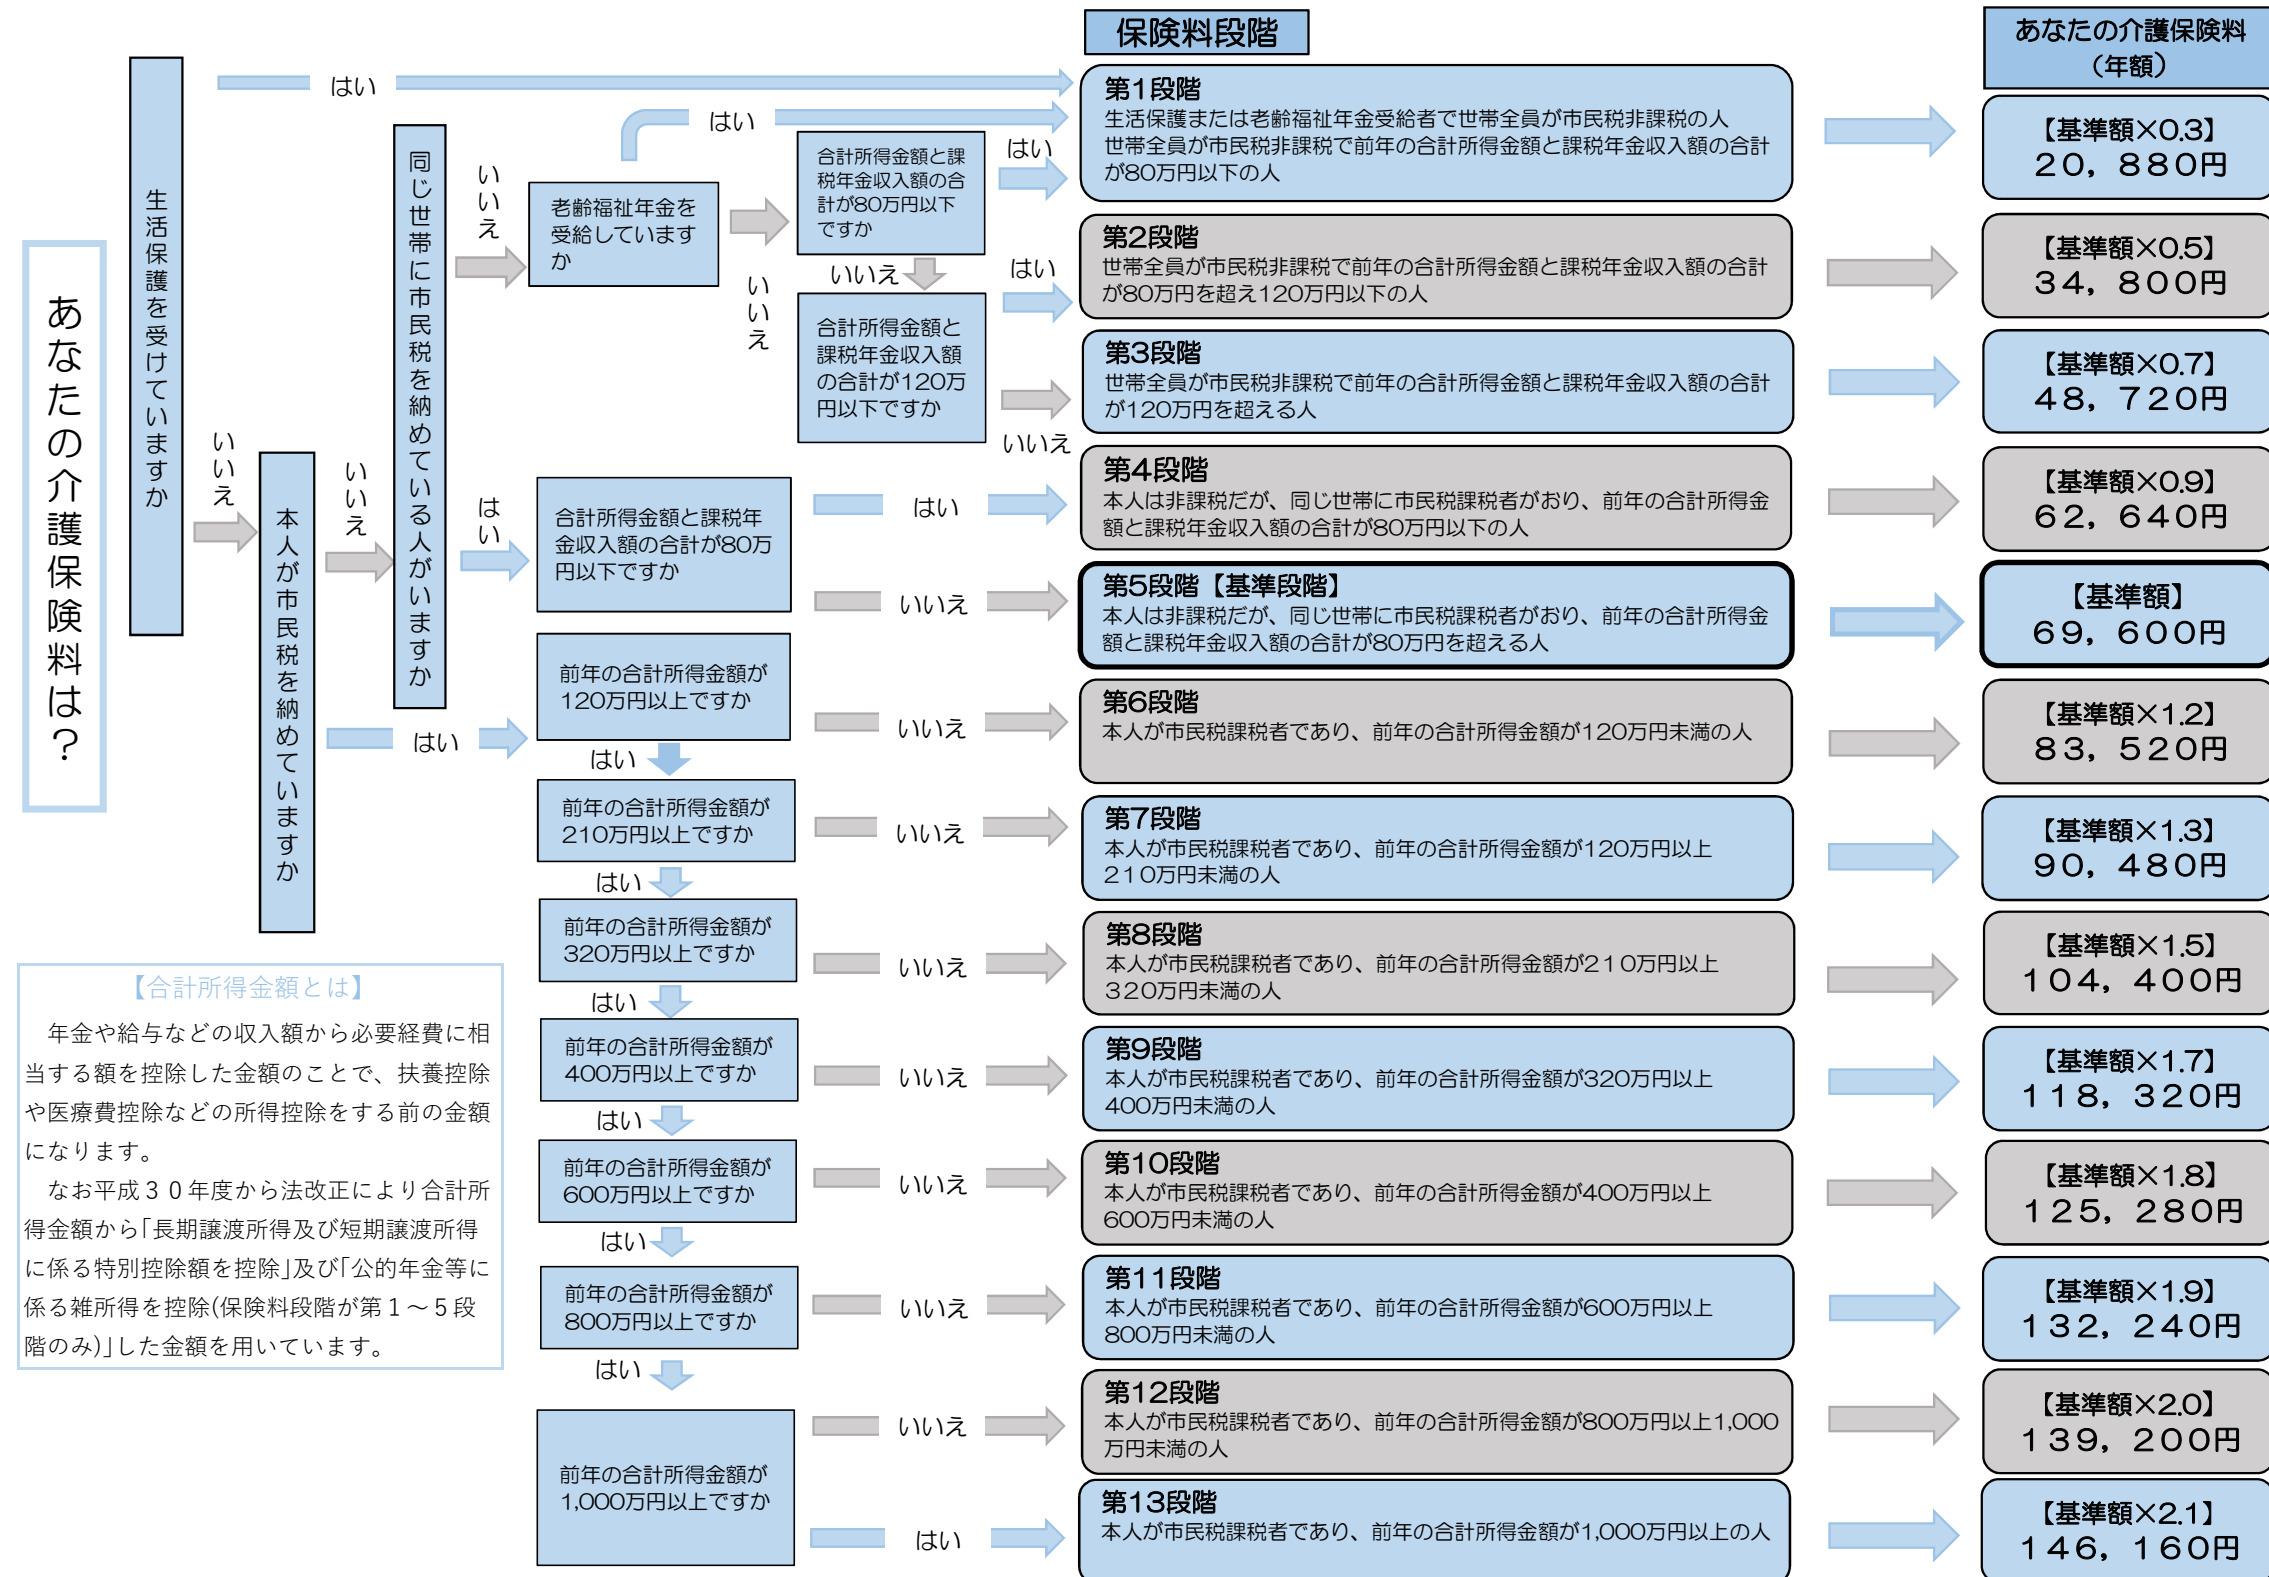 あなたの介護保険料は？
生活保護を受けていますか
はい
いいえ
本人が市民税を納めていますか
いいえ
はい
同じ世帯に市民税を納めている人がいますか
いいえ
はい
老齢福祉年金を
受給しています
か
はい
いいえ
合計所得金額と課
税年金収入額の合
計が80万円以下
ですか
はい
いいえ
合計所得金額と
課税年金収入額
の合計が120万
円以下ですか
はい
いいえ
合計所得金額と課税年
金収入額の合計が80万
円以下ですか
はい
いいえ
前年の合計所得金額が
120万円以上ですか
いいえ
はい
前年の合計所得金額が
210万円以上ですか
いいえ
はい
前年の合計所得金額が
320万円以上ですか
いいえ
はい
前年の合計所得金額が
400万円以上ですか
いいえ
はい
前年の合計所得金額が
600万円以上ですか
いいえ
はい
前年の合計所得金額が
800万円以上ですか
いいえ
はい
前年の合計所得金額が
1,000万円以上ですか
いいえ
はい
保険料段階
あなたの介護保険料
（年額）
第1段階
生活保護または老齢福祉年金受給者で世帯全員が市民税非課税の人
世帯全員が市民税非課税で前年の合計所得金額と課税年金収入額の合計
が80万円以下の人
【基準額×0.3】
20，880円
第2段階
世帯全員が市民税非課税で前年の合計所得金額と課税年金収入額の合計
が80万円を超え120万円以下の人
【基準額×0.5】
34，800円
第3段階
世帯全員が市民税非課税で前年の合計所得金額と課税年金収入額の合計
が120万円を超える人
【基準額×0.7】
48，720円
第4段階
本人は非課税だが、同じ世帯に市民税課税者がおり、前年の合計所得金
額と課税年金収入額の合計が80万円以下の人
【基準額×0.9】
62，640円
第5段階【基準段階】
本人は非課税だが、同じ世帯に市民税課税者がおり、前年の合計所得金
額と課税年金収入額の合計が80万円を超える人
【基準額】
69，600円
第6段階
本人が市民税課税者であり、前年の合計所得金額が120万円未満の人
【基準額×1.2】
83，520円
第7段階
本人が市民税課税者であり、前年の合計所得金額が120万円以上
210万円未満の人
【基準額×1.3】
90，480円
第8段階
本人が市民税課税者であり、前年の合計所得金額が210万円以上
320万円未満の人
【基準額×1.5】
104，400円
第9段階
本人が市民税課税者であり、前年の合計所得金額が320万円以上
400万円未満の人
【基準額×1.7】
118，320円
第10段階
本人が市民税課税者であり、前年の合計所得金額が400万円以上
600万円未満の人
【基準額×1.8】
125，280円
第11段階
本人が市民税課税者であり、前年の合計所得金額が600万円以上
800万円未満の人
【基準額×1.9】
132，240円
第12段階
本人が市民税課税者であり、前年の合計所得金額が800万円以上1,000
万円未満の人
【基準額×2.0】
139，200円
第13段階
本人が市民税課税者であり、前年の合計所得金額が1,000万円以上の人
【基準額×2.1】
146，160円
【合計所得金額とは】
年金や給与などの収入額から必要経費に相
当する額を控除した金額のことで、扶養控除
や医療費控除などの所得控除をする前の金額
になります。
なお平成３０年度から法改正により合計所
得金額から「長期譲渡所得及び短期譲渡所得
に係る特別控除額を控除」及び「公的年金等に
係る雑所得を控除(保険料段階が第１～５段
階のみ)」した金額を用いています。